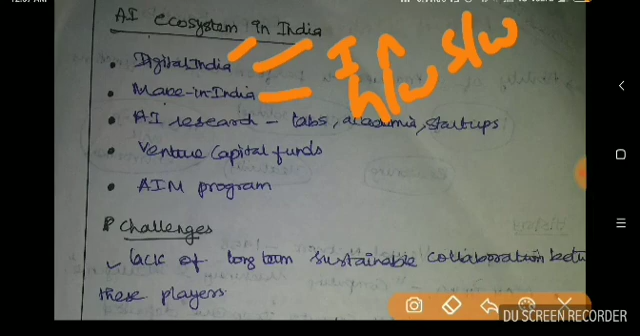 AI ecosystem in India
• Digital India
• Make-in-India
I
h/w s/w
• AI research - labs, academia, startups
• Venture Capital funds
• AIM program
Challenges
✓ lack of long term sustainable collaboration betw
these players
DU SCREEN RECORDER